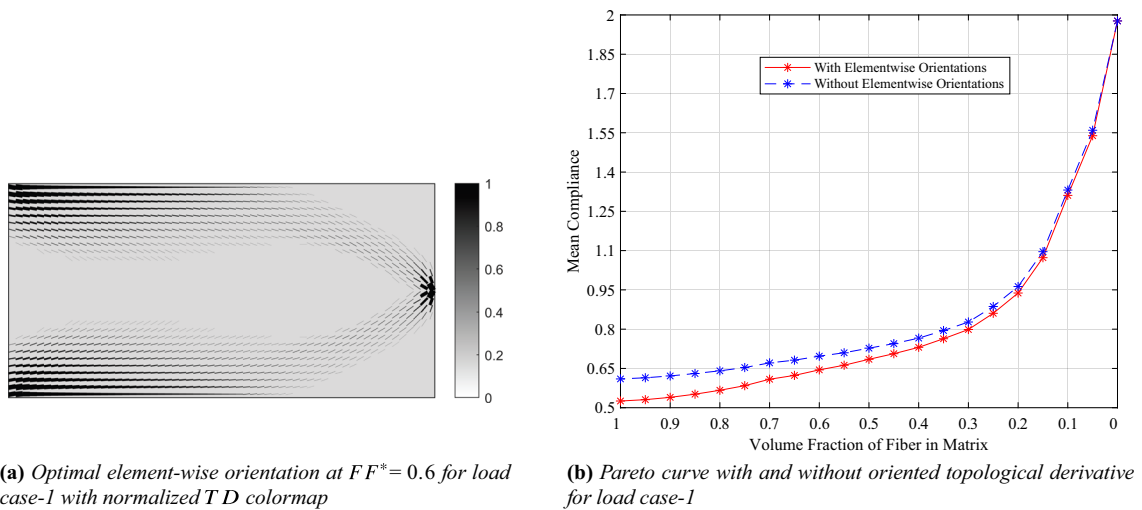 1
0.8
0.6
0.4
0.2
0
(a) Optimal element-wise orientation at FF* = 0.6 for load
case-1 with normalized T D colormap
2
1.85
1.7
1.55
1.4
1.25
1.1
0.95
0.8
0.65
0.5
Mean Compliance
With Elementwise Orientations
Without Elementwise Orientations
1 0.9 0.8 0.7 0.6 0.5 0.4 0.3 0.2 0.1 0
Volume Fraction of Fiber in Matrix
(b) Pareto curve with and without oriented topological derivative
for load case-1